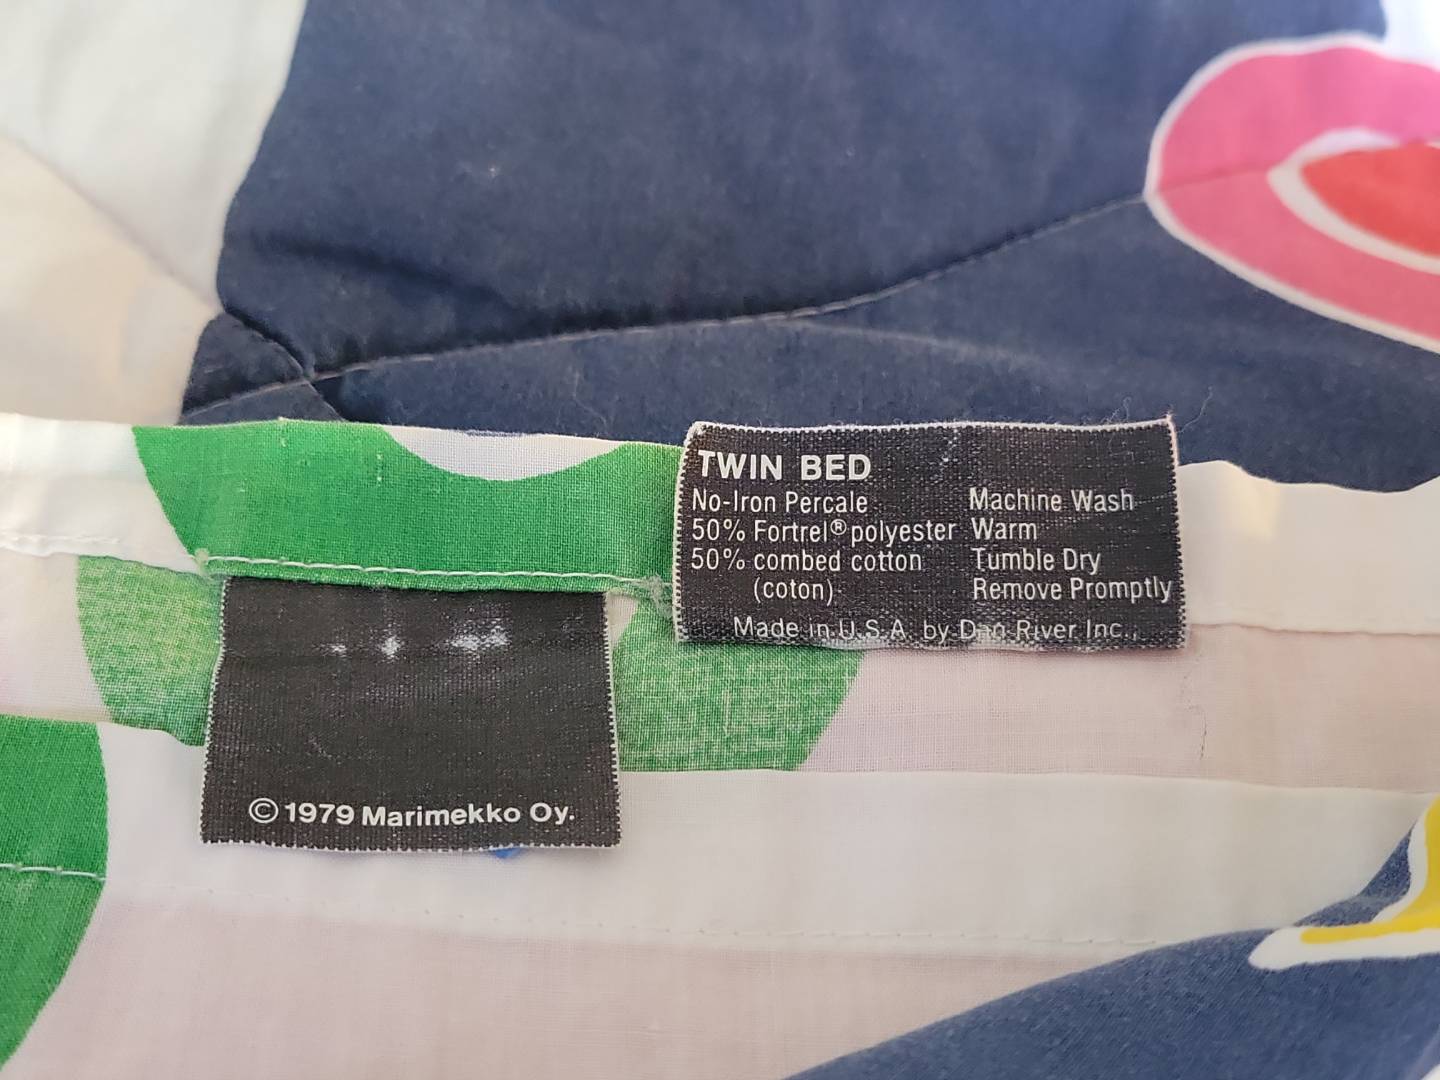 TWIN BED
No-Iron Percale
50% Fortrel® polyester
50% combed cotton
(coton)
Machine Wash
Warm
Tumble Dry
Remove Promptly
Made in U.S.A. by Dan River Inc.,
© 1979 Marimekko Oy.